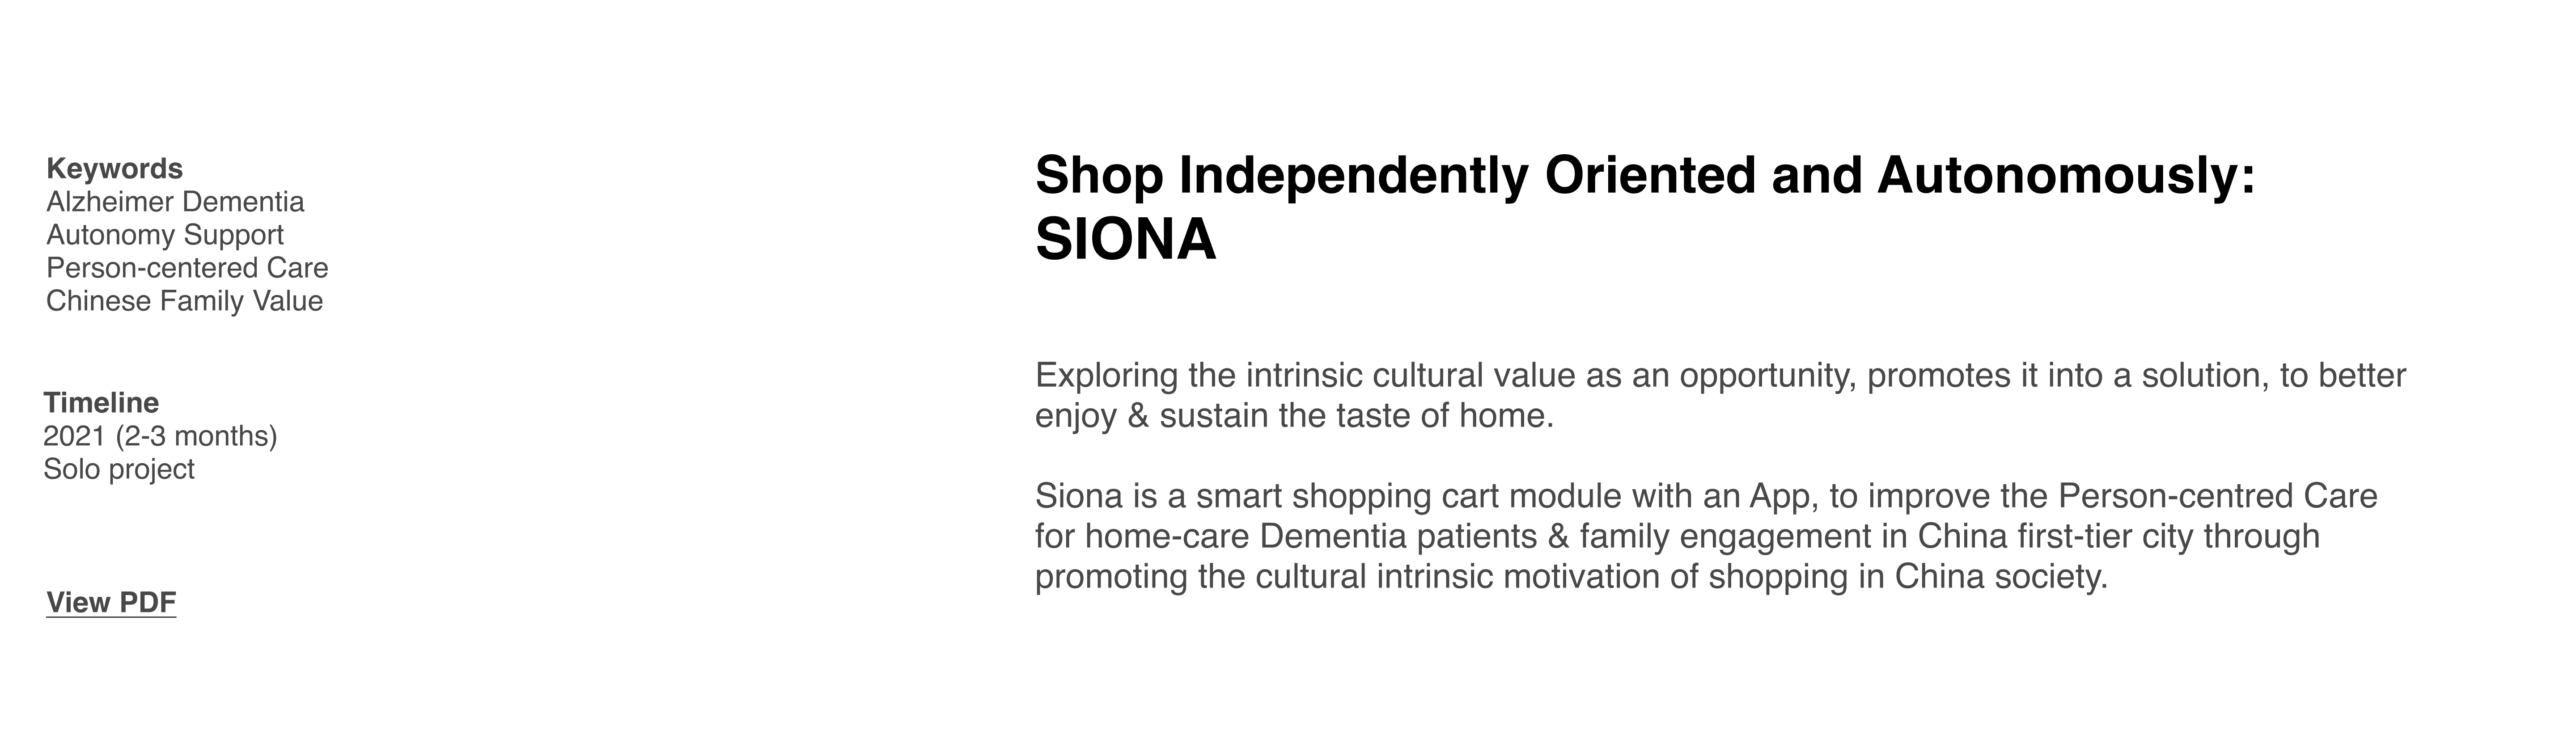 Keywords
Alzheimer Dementia
Autonomy Support
Person-centered Care
Chinese Family Value
Timeline
2021 (2-3 months)
Solo project
View PDF
Shop Independently Oriented and Autonomously:
SIONA
Exploring the intrinsic cultural value as an opportunity, promotes it into a solution, to better
enjoy & sustain the taste of home.
Siona is a smart shopping cart module with an App, to improve the Person-centred Care
for home-care Dementia patients & family engagement in China first-tier city through
promoting the cultural intrinsic motivation of shopping in China society.